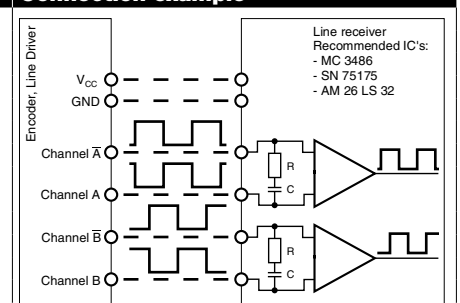 Connection example
Encoder, Line Driver
Line receiver
Recommended IC's:
- MC 3486
- SN 75175
- AM 26 LS 32
VCC
GND
Channel A̅
R
C
Channel A
Channel B̅
R
C
Channel B